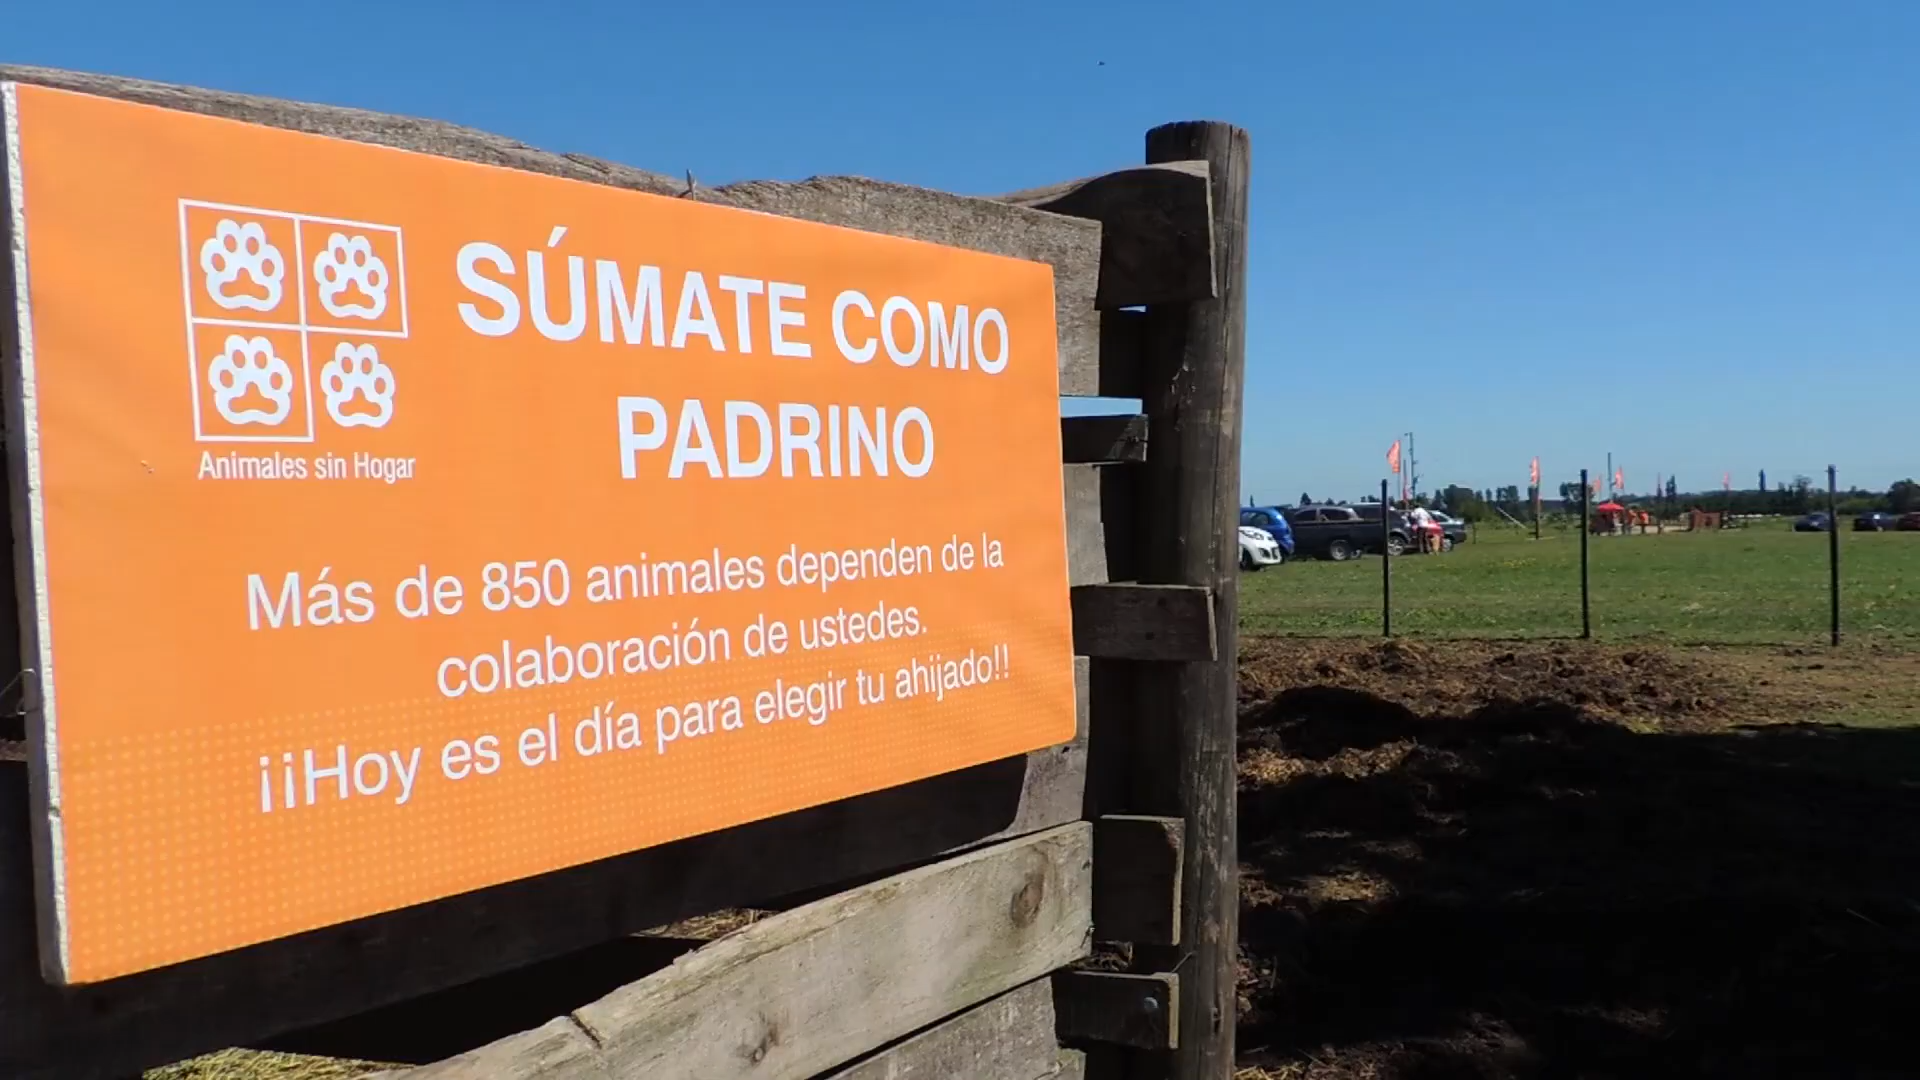 SÚMATE COMO
PADRINO
Animales sin Hogar
Más de 850 animales dependen de la
colaboración de ustedes.
¡¡Hoy es el día para elegir tu ahijado!!